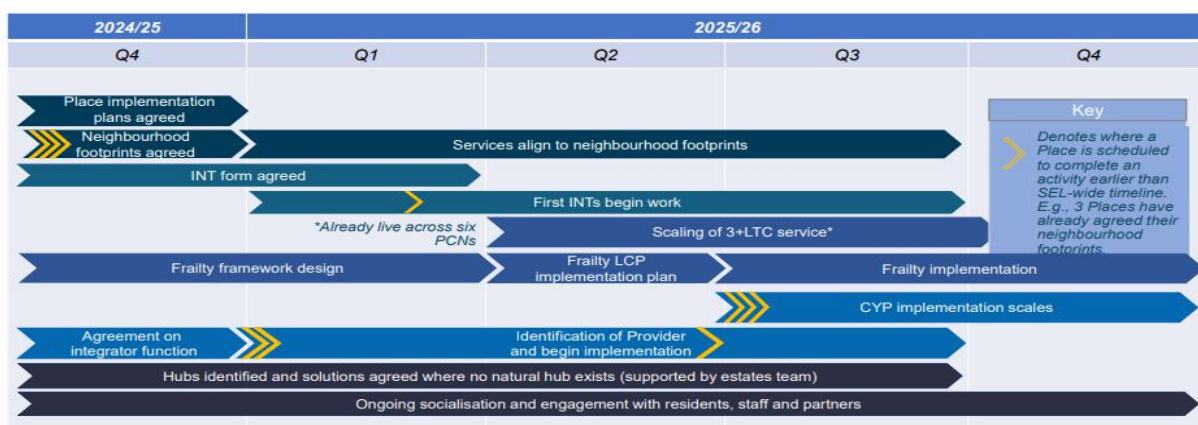 2024/25
2025/26
Q4
Q1
Q2
Q3
Q4
Place implementation
plans agreed
Key
Denotes where a
Place is scheduled
to complete an
activity earlier than
SEL-wide timeline.
E.g., 3 Places have
already agreed their
neighbourhood
footprints.
Neighbourhood
footprints agreed
Services align to neighbourhood footprints
INT form agreed
First INTs begin work
*Already live across six
PCNs
Scaling of 3+LTC service*
Frailty framework design
Frailty LCP
implementation plan
Frailty implementation
CYP implementation scales
Agreement on
integrator function
Identification of Provider
and begin implementation
Hubs identified and solutions agreed where no natural hub exists (supported by estates team)
Ongoing socialisation and engagement with residents, staff and partners